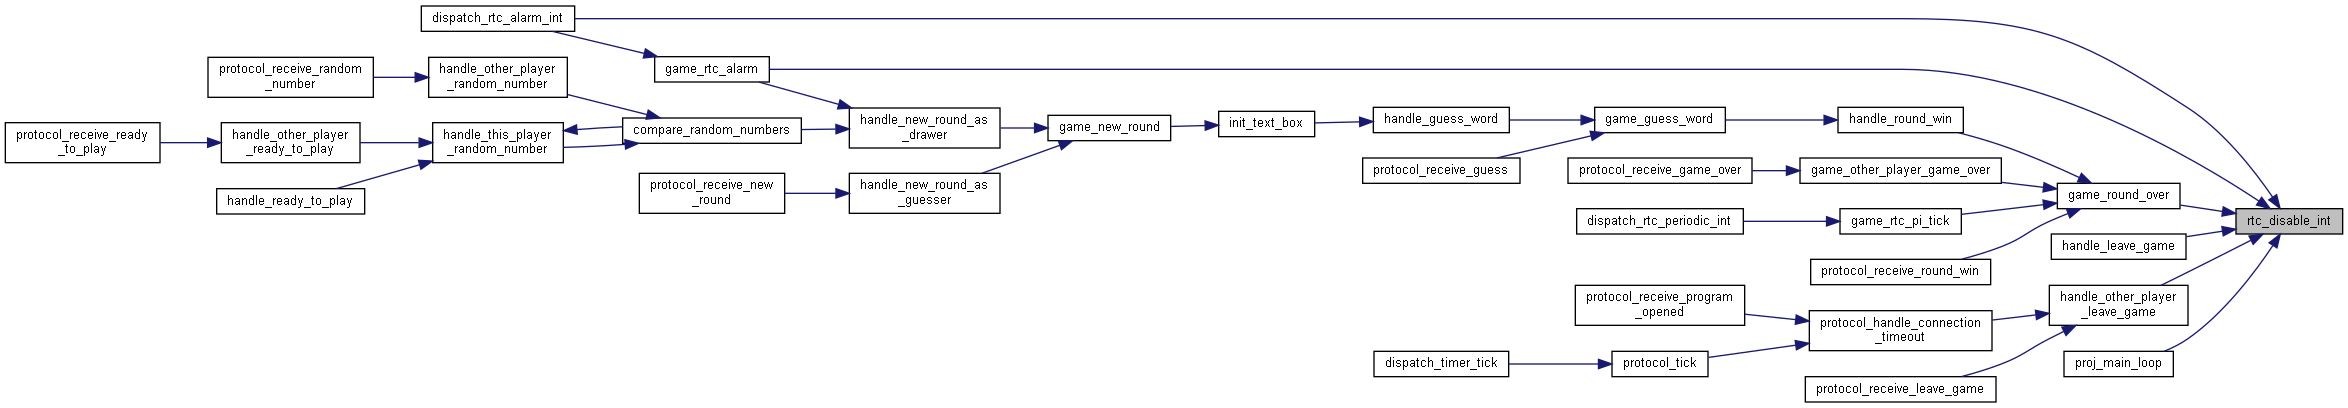 dispatch_rtc_alarm_int
game_rtc_alarm
protocol_receive_random
_number
handle_other_player
_random_number
protocol_receive_ready
_to_play
handle_other_player
_ready_to_play
handle_this_player
_random_number
compare_random_numbers
handle_new_round_as
_drawer
game_new_round
init_text_box
handle_guess_word
game_guess_word
handle_round_win
protocol_receive_guess
protocol_receive_game_over
game_other_player_game_over
handle_ready_to_play
protocol_receive_new
_round
handle_new_round_as
_guesser
game_round_over
dispatch_rtc_periodic_int
game_rtc_pi_tick
rtc_disable_int
handle_leave_game
protocol_receive_round_win
protocol_receive_program
_opened
handle_other_player
_leave_game
protocol_handle_connection
_timeout
dispatch_timer_tick
protocol_tick
proj_main_loop
protocol_receive_leave_game